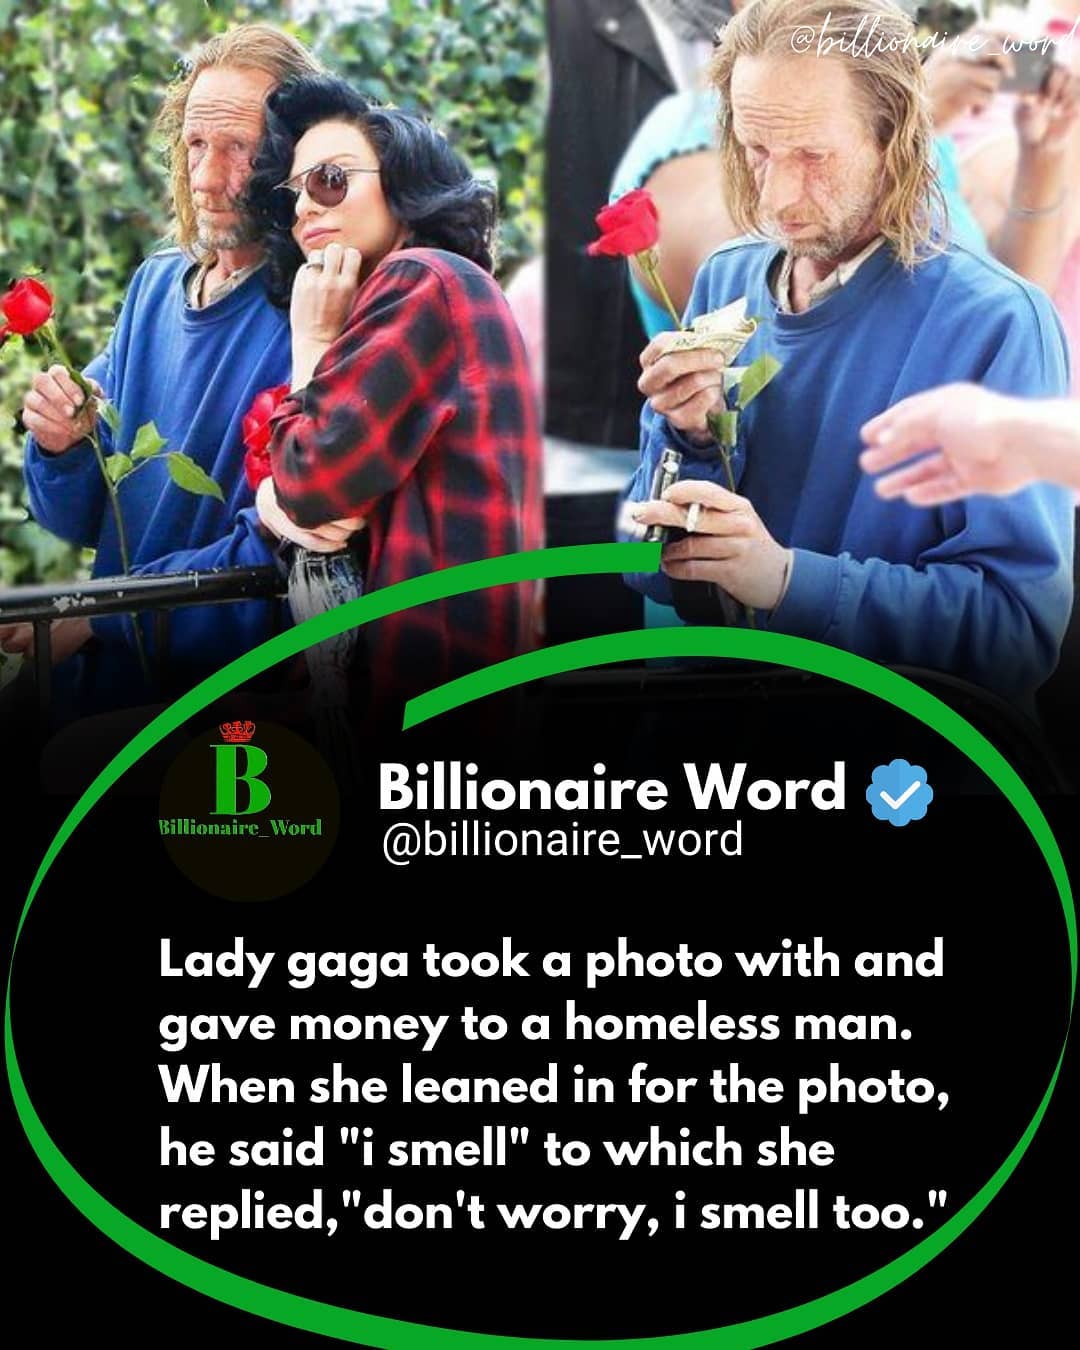 @billionaire_word
B
Billionaire_Word
Billionaire Word
@billionaire_word
Lady gaga took a photo with and
gave money to a homeless man.
When she leaned in for the photo,
he said "i smell" to which she
replied,"don't worry, i smell too."